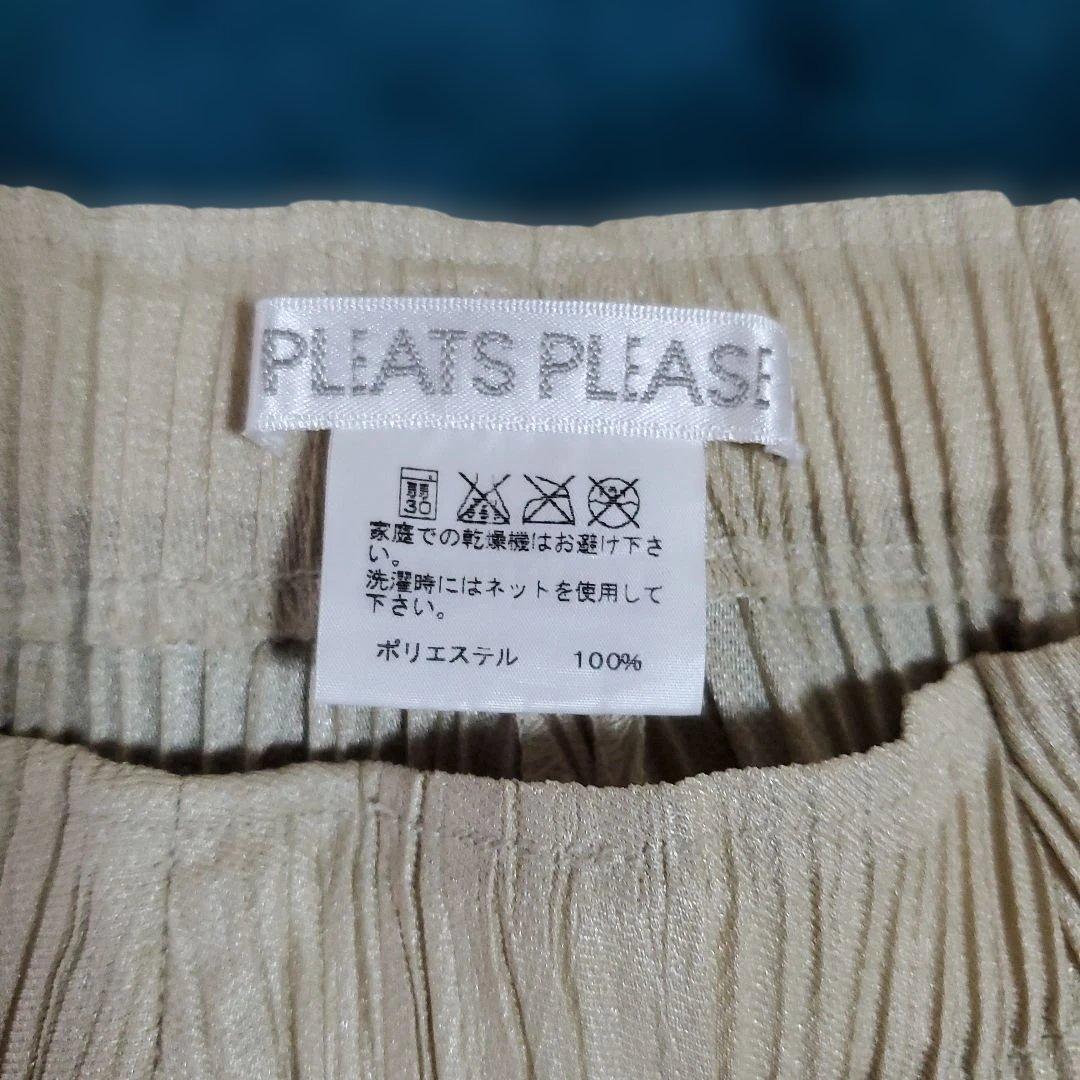 PLEATS PLEASE
弱
30
家庭での乾燥機はお避け下さ
い。
洗濯時にはネットを使用して
下さい。
ポリエステル 100%